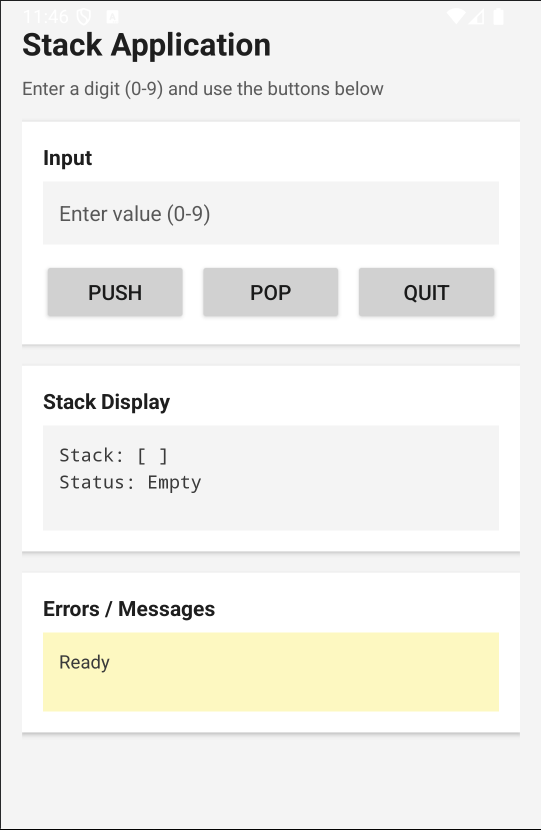 11:46
Stack Application
Enter a digit (0-9) and use the buttons below
Input
Enter value (0-9)
PUSH POP QUIT
Stack Display
Stack: [ ]
Status: Empty
Errors / Messages
Ready